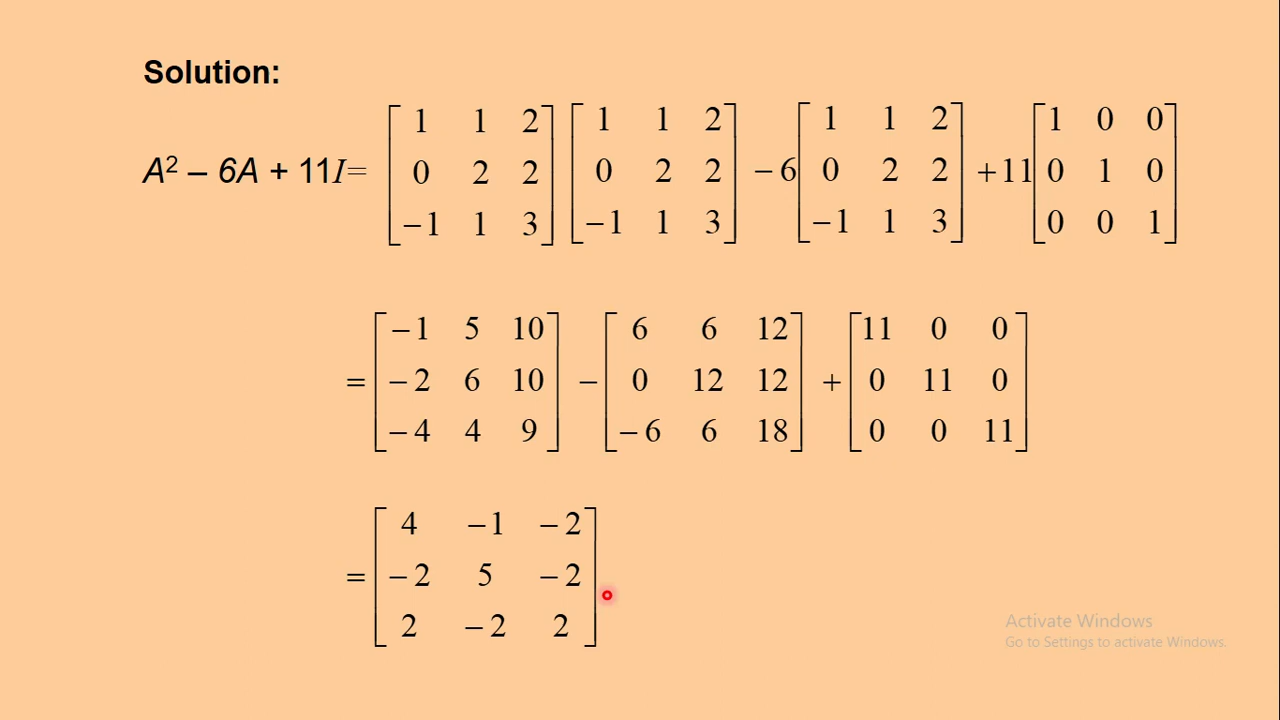 Solution:
A² – 6A + 11I= [1 1 2; 0 2 2; −1 1 3] [1 1 2; 0 2 2; −1 1 3] − 6 [1 1 2; 0 2 2; −1 1 3] + 11 [1 0 0; 0 1 0; 0 0 1]
= [−1 5 10; −2 6 10; −4 4 9] − [6 6 12; 0 12 12; −6 6 18] + [11 0 0; 0 11 0; 0 0 11]
= [4 −1 −2; −2 5 −2; 2 −2 2]
Activate Windows
Go to Settings to activate Windows.